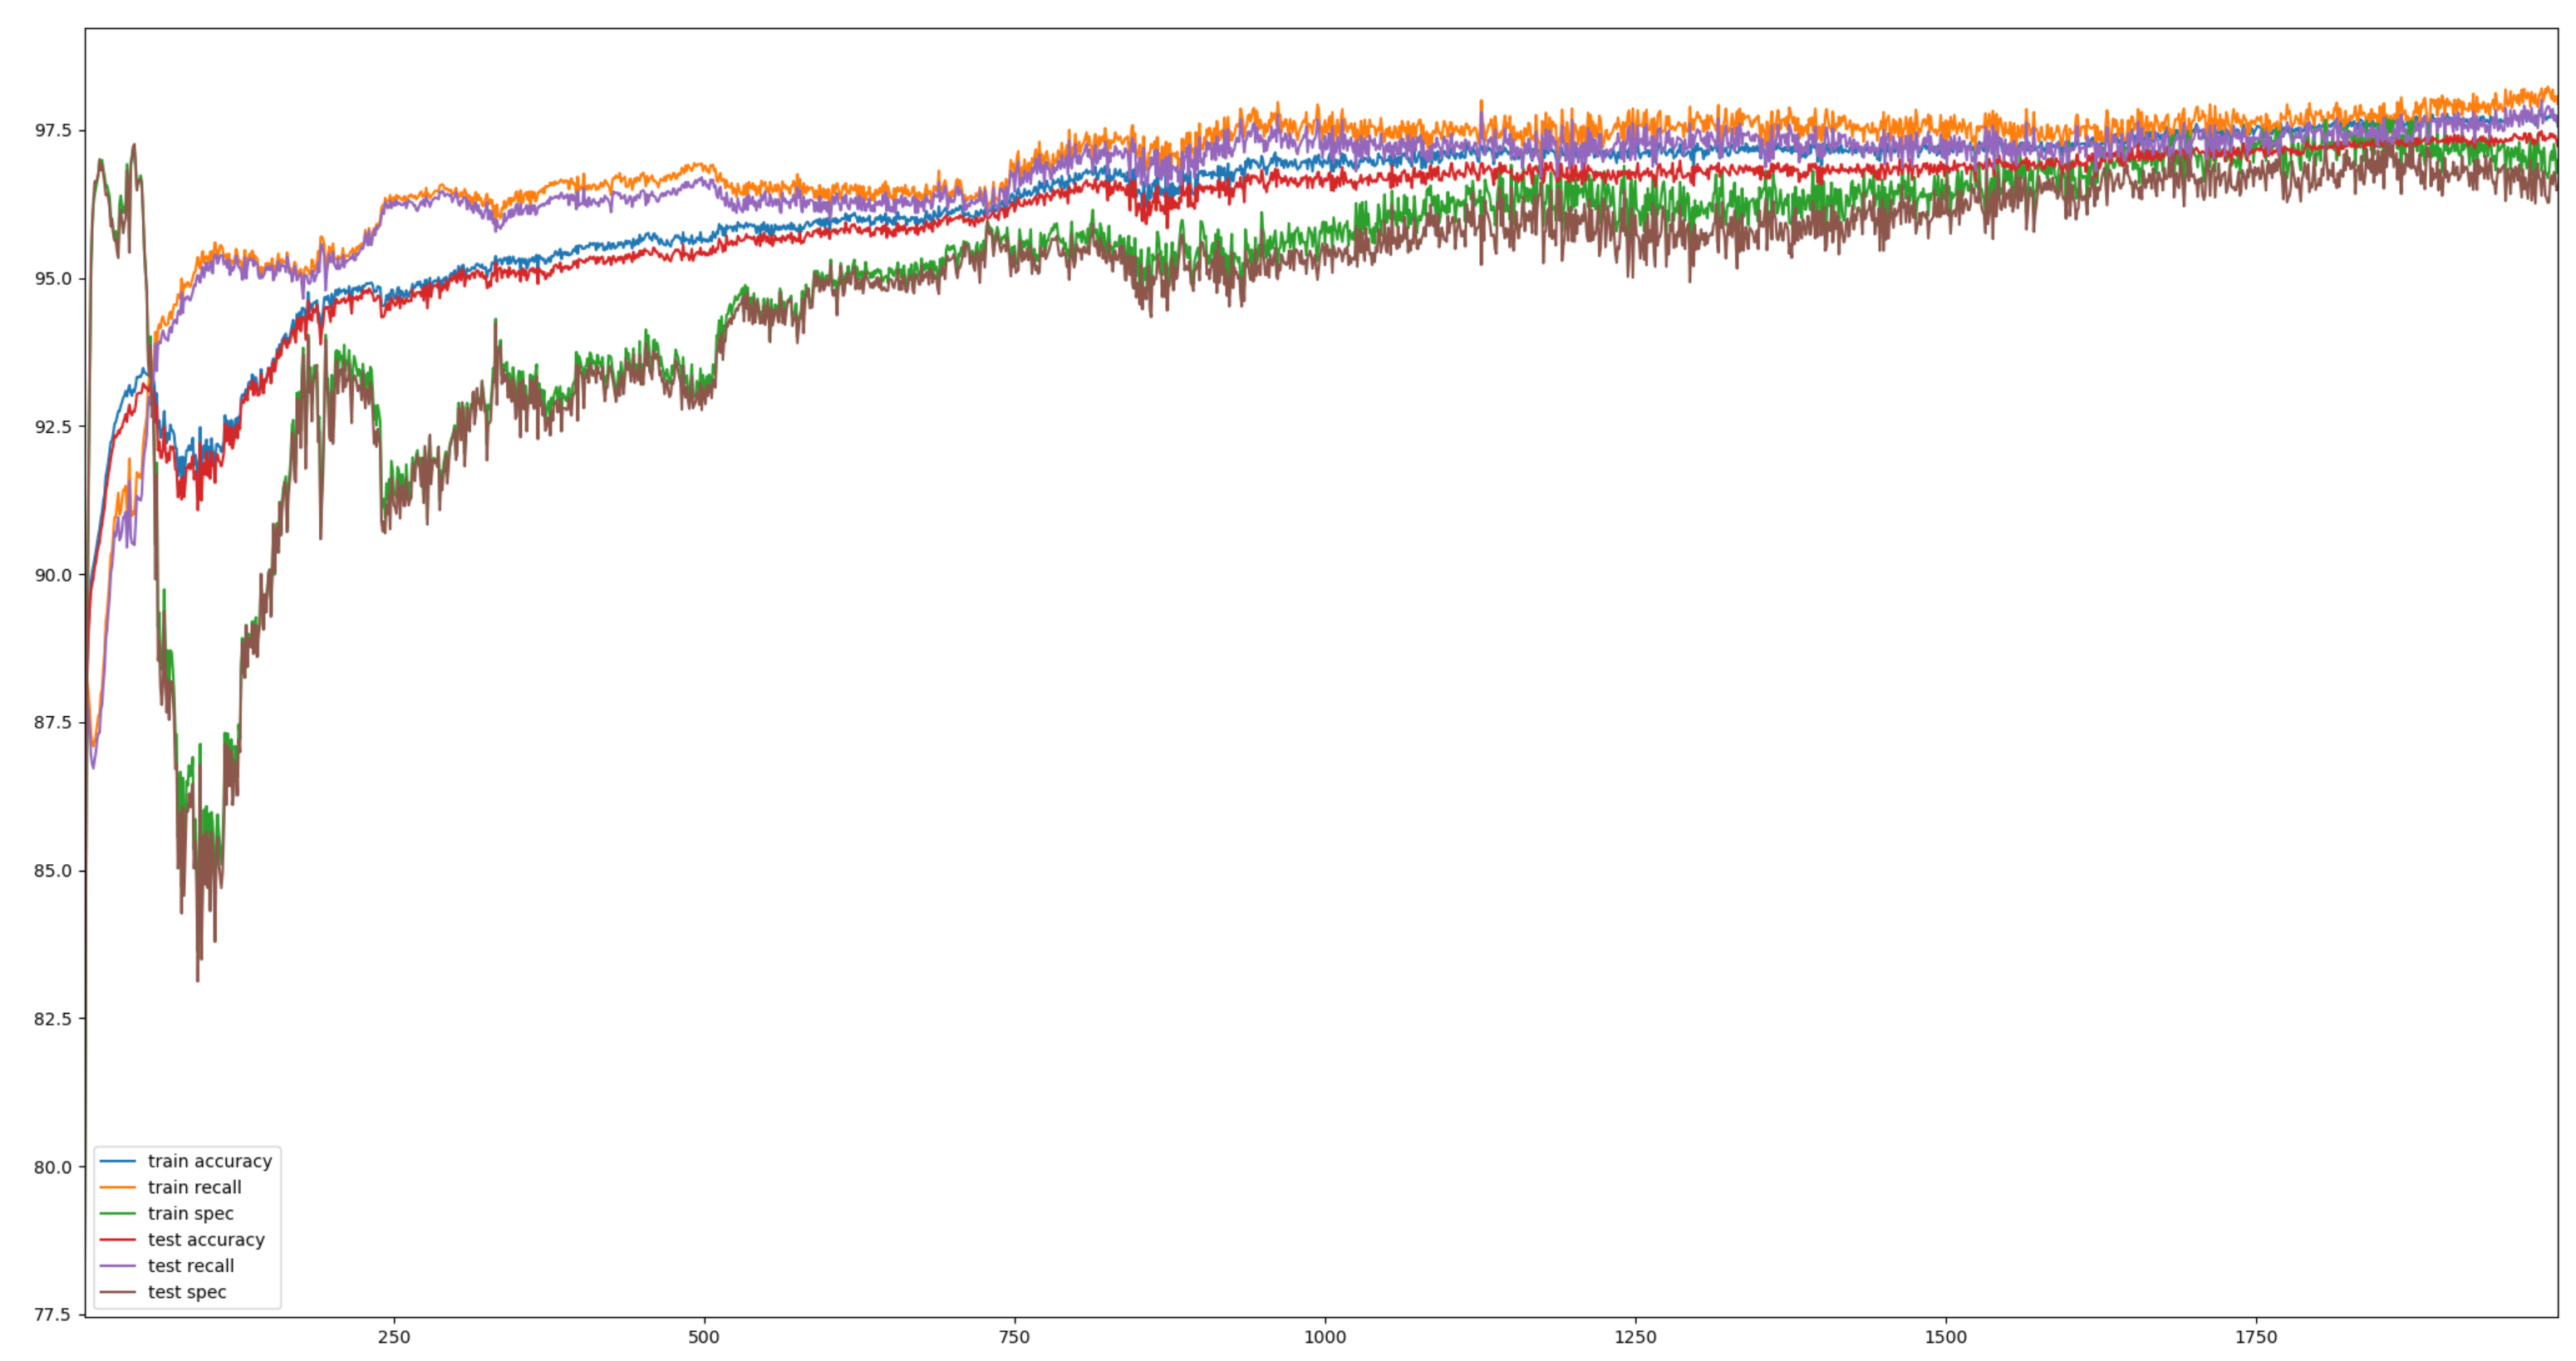 97.5
95.0
92.5
90.0
87.5
85.0
82.5
80.0
77.5
train accuracy
train recall
train spec
test accuracy
test recall
test spec
250 500 750 1000 1250 1500 1750